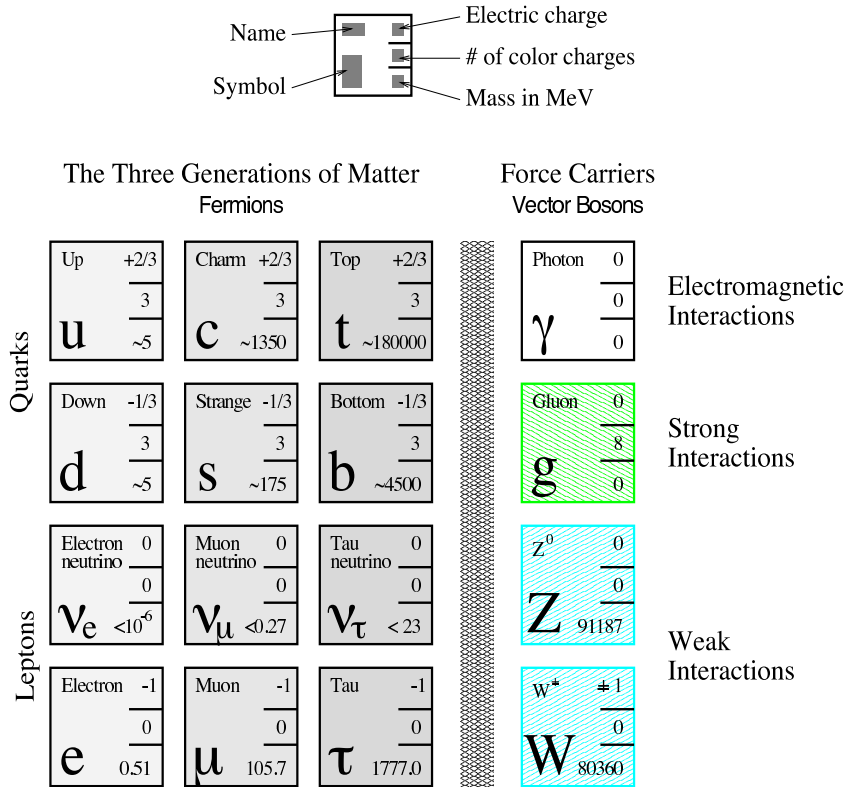 Name
Symbol
Electric charge
# of color charges
Mass in MeV
The Three Generations of Matter
Fermions
Force Carriers
Vector Bosons
Quarks
Up +2/3
3
u ~5
Charm +2/3
3
c ~1350
Top +2/3
3
t ~180000
Photon 0
0
γ 0
Electromagnetic
Interactions
Down -1/3
3
d ~5
Strange -1/3
3
s ~175
Bottom -1/3
3
b ~4500
Gluon 0
8
g 0
Strong
Interactions
Leptons
Electron 0
neutrino
0
νe <10⁻⁶
Muon 0
neutrino
0
νμ <0.27
Tau 0
neutrino
0
ντ < 23
Z⁰ 0
0
Z 91187
Weak
Interactions
Electron -1
0
e 0.51
Muon -1
0
μ 105.7
Tau -1
0
τ 1777.0
W± ±1
0
W 80360